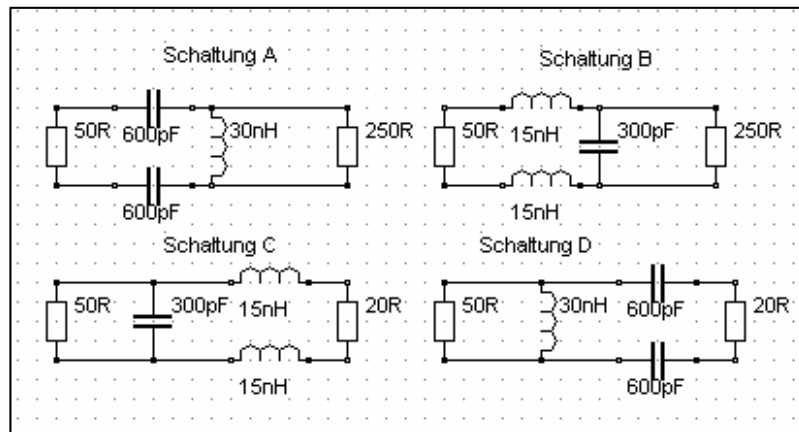 Schaltung A
50R
600pF
30nH
250R
600pF
Schaltung B
50R
15nH
300pF
250R
15nH
Schaltung C
50R
300pF
15nH
20R
15nH
Schaltung D
50R
30nH
600pF
20R
600pF